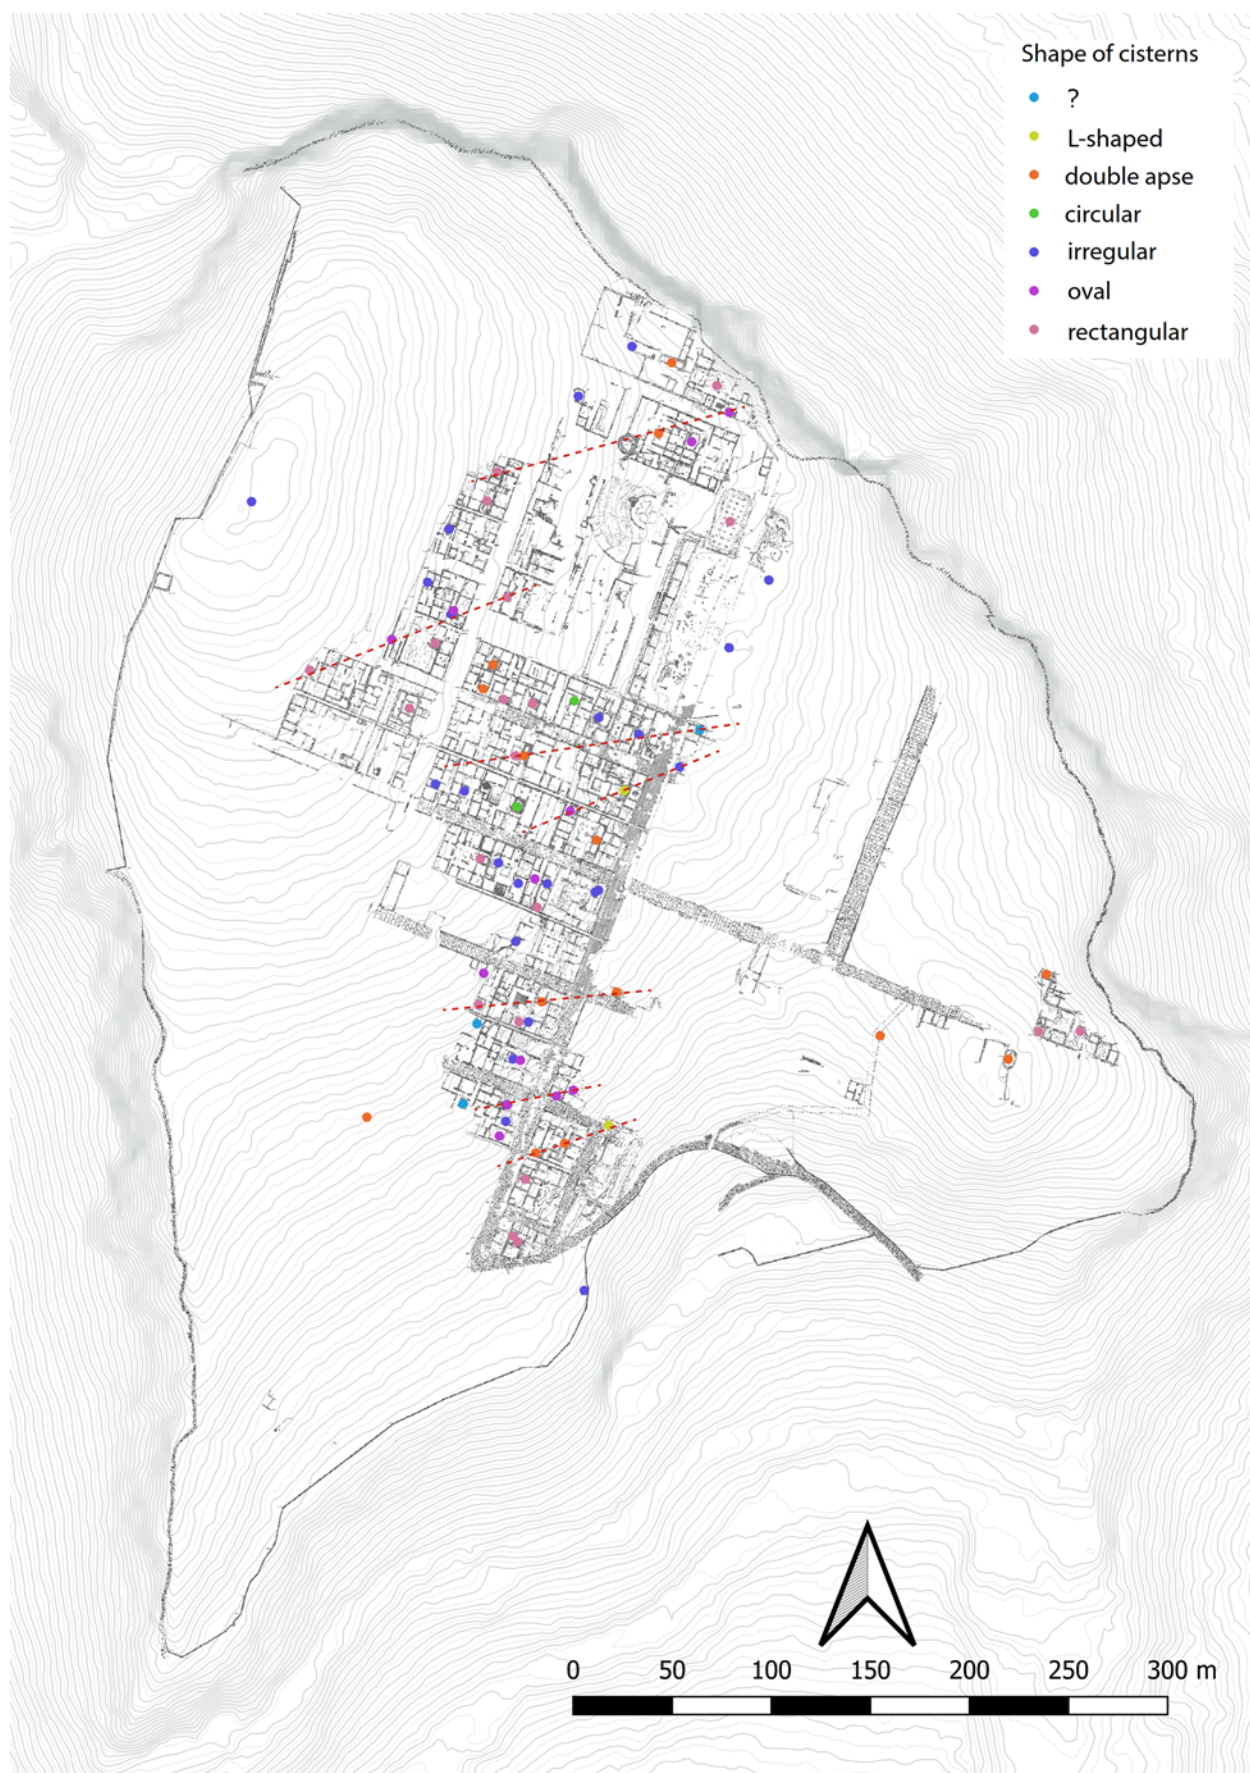 Shape of cisterns
?
L-shaped
double apse
circular
irregular
oval
rectangular
0 50 100 150 200 250 300 m